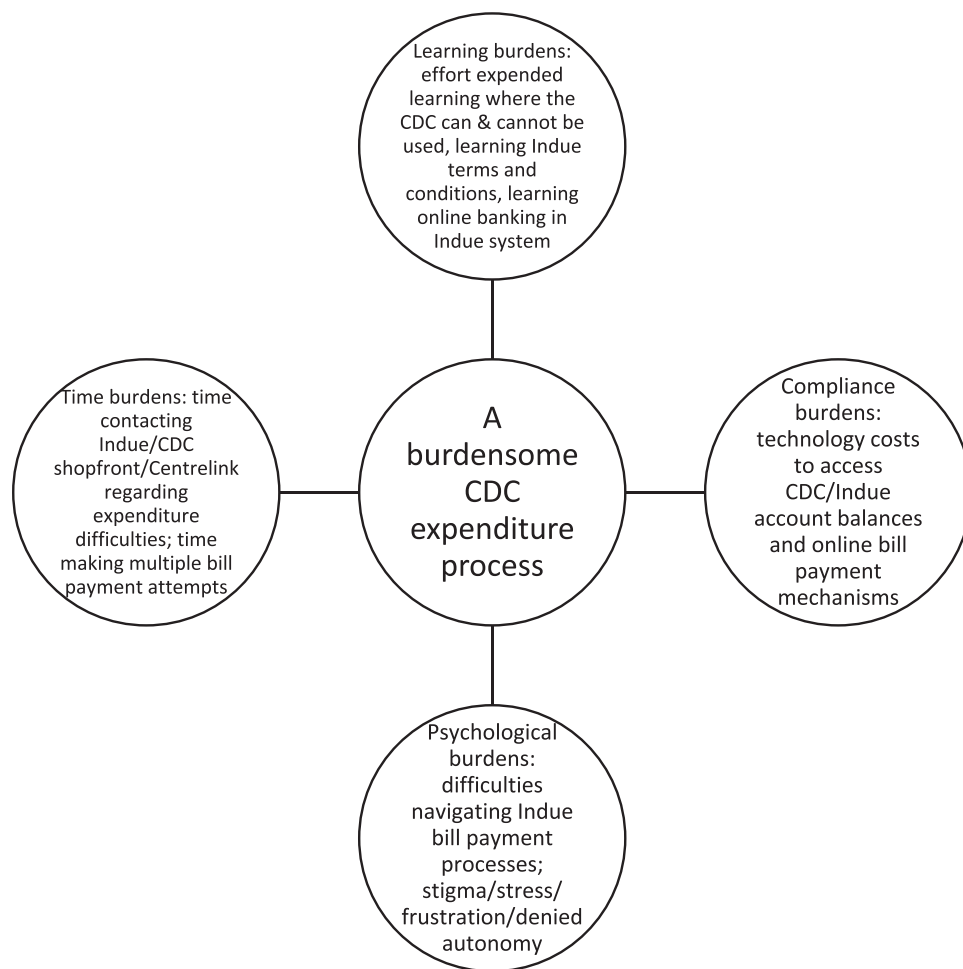 Learning burdens:
effort expended
learning where the
CDC can & cannot be
used, learning Indue
terms and
conditions, learning
online banking in
Indue system
Time burdens: time
contacting
Indue/CDC
shopfront/Centrelink
regarding
expenditure
difficulties; time
making multiple bill
payment attempts
A
burdensome
CDC
expenditure
process
Compliance
burdens:
technology costs
to access
CDC/Indue
account balances
and online bill
payment
mechanisms
Psychological
burdens:
difficulties
navigating Indue
bill payment
processes;
stigma/stress/
frustration/denied
autonomy